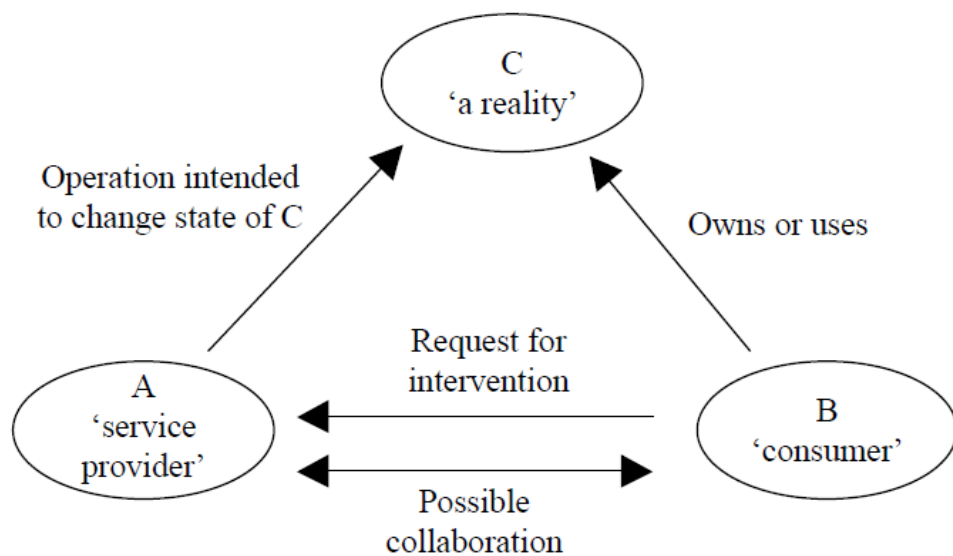 C
‘a reality’
Operation intended
to change state of C
Owns or uses
Request for
intervention
A
‘service
provider’
B
‘consumer’
Possible
collaboration